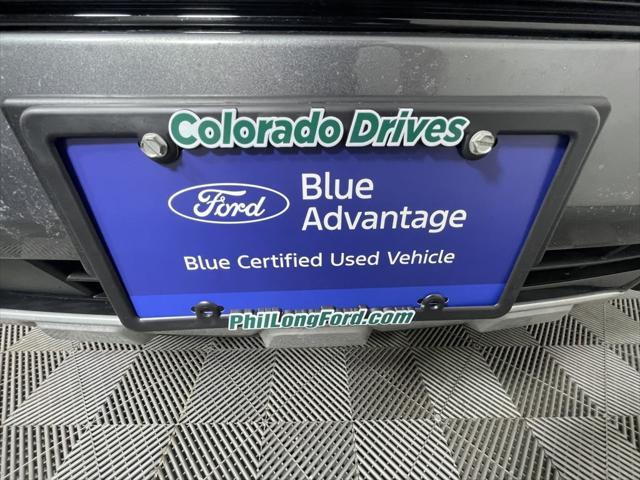 Colorado Drives
Ford
Blue
Advantage
Blue Certified Used Vehicle
PhilLongFord.com